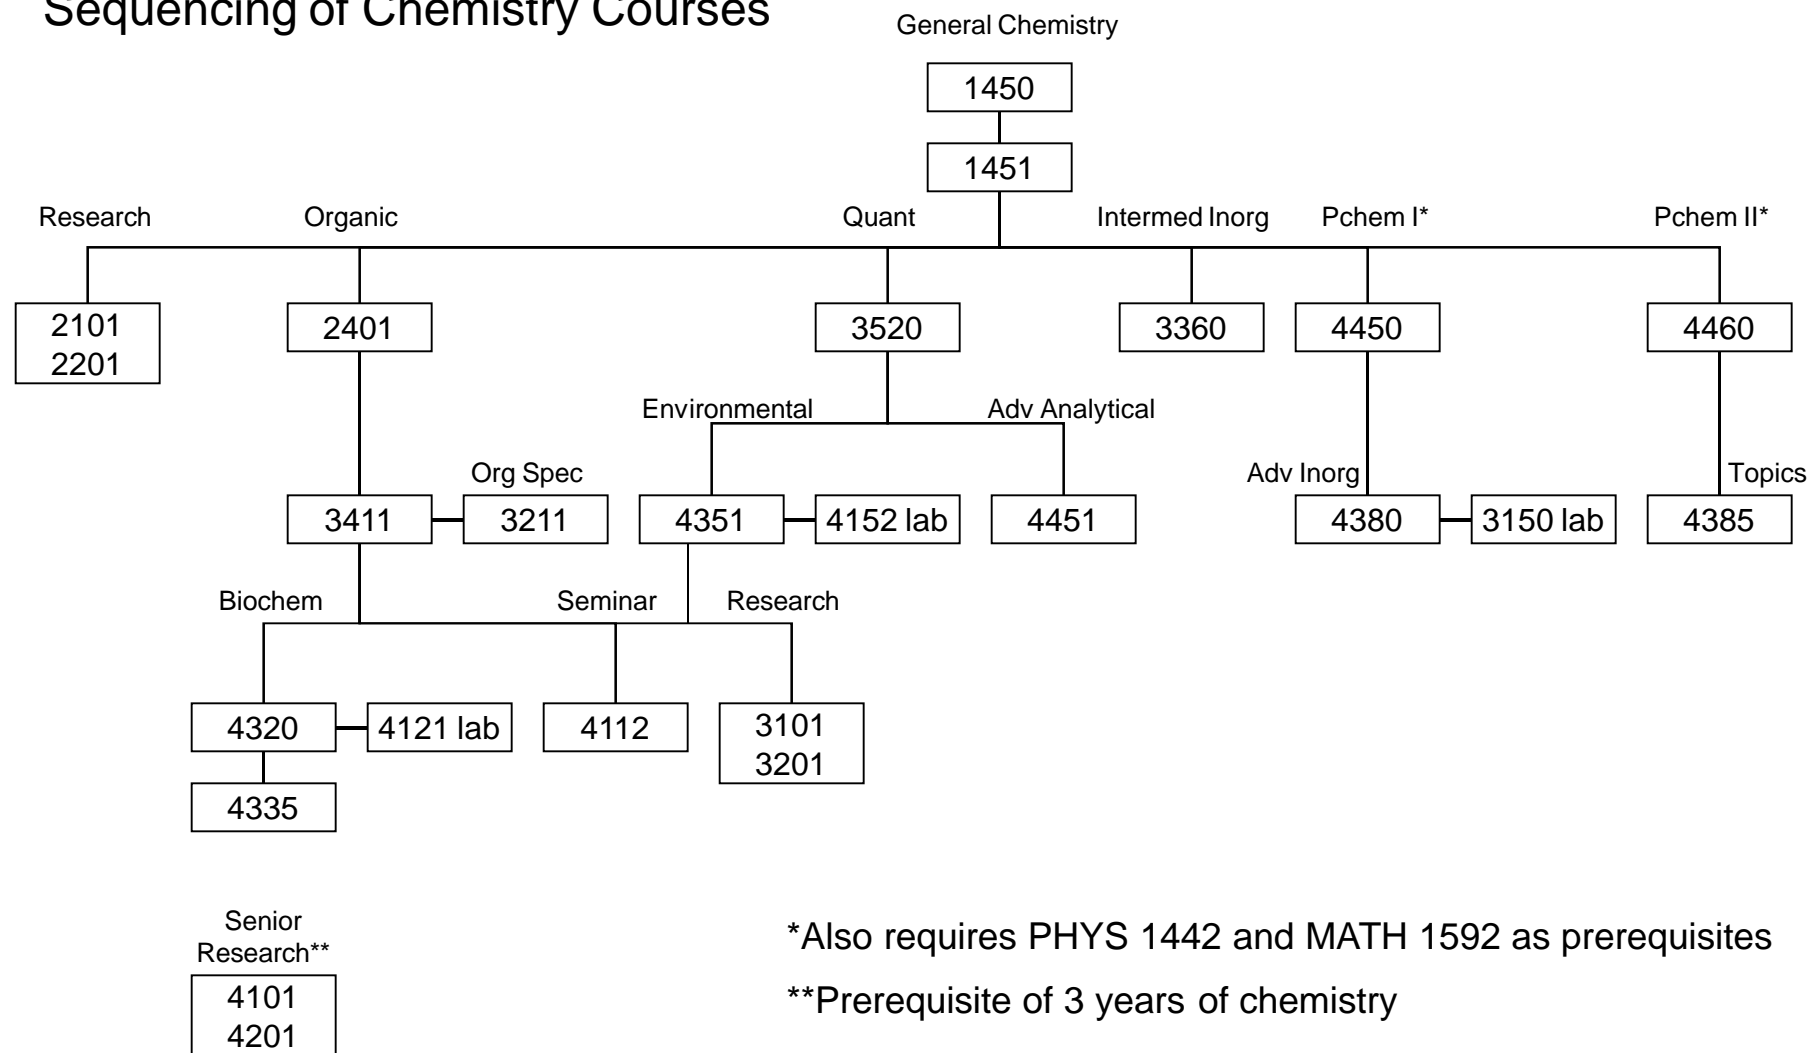 Sequencing of Chemistry Courses
General Chemistry
1450
1451
Research
Organic
Quant
Intermed Inorg
Pchem I*
Pchem II*
2101
2201
2401
3520
3360
4450
4460
Environmental
Adv Analytical
Org Spec
Adv Inorg
Topics
3411
3211
4351
4152 lab
4451
4380
3150 lab
4385
Biochem
Seminar
Research
4320
4121 lab
4112
3101
3201
4335
Senior
Research**
4101
4201
*Also requires PHYS 1442 and MATH 1592 as prerequisites
**Prerequisite of 3 years of chemistry